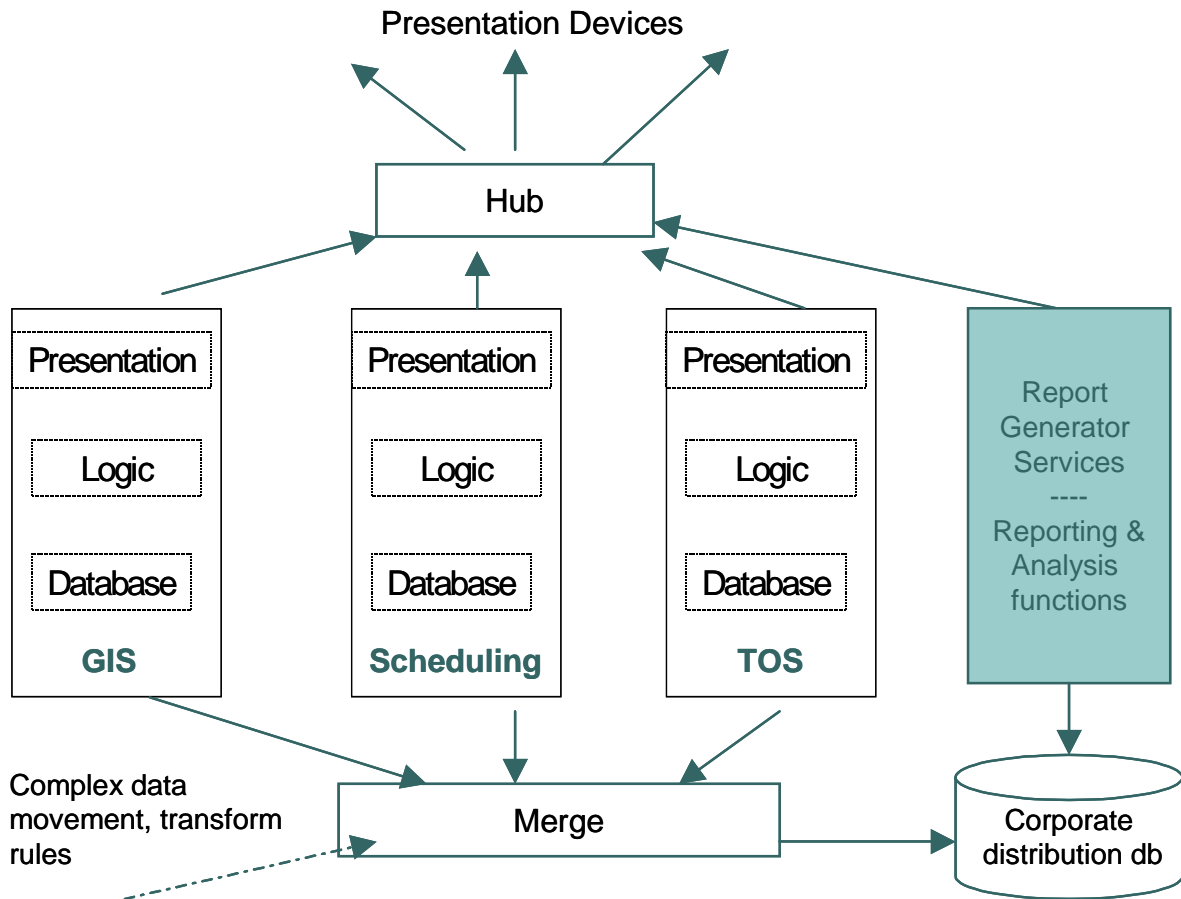 Presentation Devices
Hub
Presentation
Logic
Database
GIS
Presentation
Logic
Database
Scheduling
Presentation
Logic
Database
TOS
Report
Generator
Services
----
Reporting &
Analysis
functions
Complex data
movement, transform
rules
Merge
Corporate
distribution db